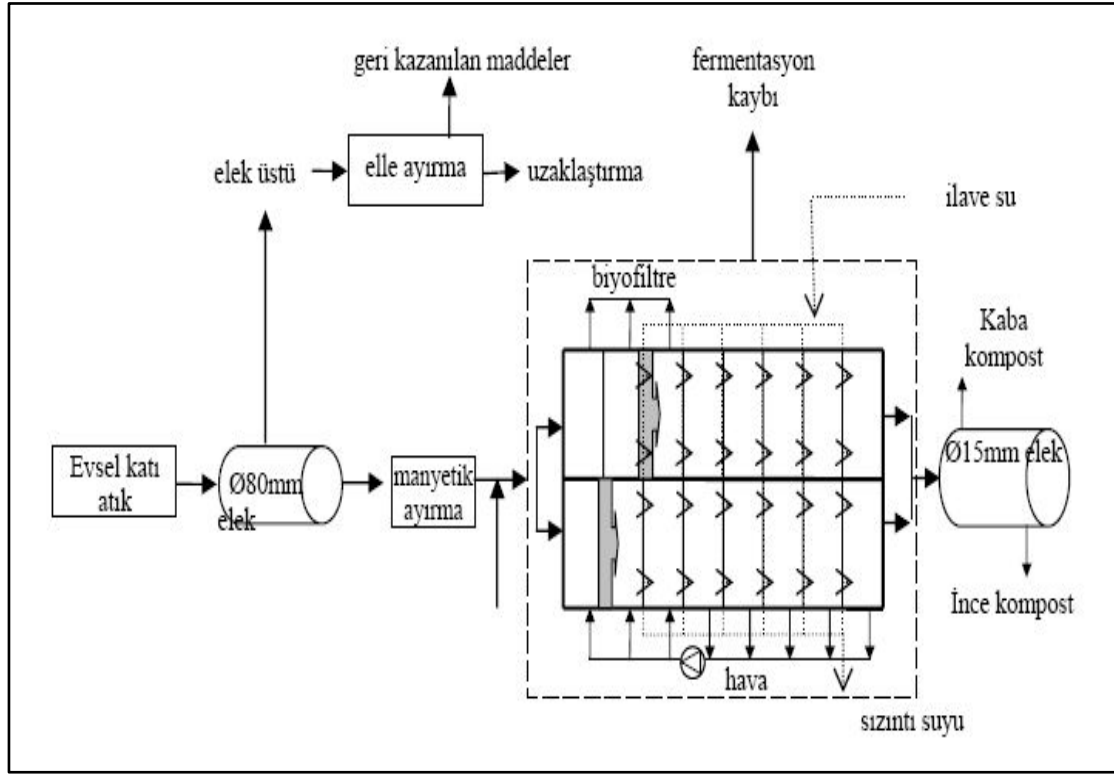 geri kazanılan maddeler
fermentasyon
kaybı
elek üstü
elle ayırma
uzaklaştırma
ilave su
biyofiltre
Kaba
kompost
Evsel katı
atık
Ø80mm
elek
manyetik
ayırma
Ø15mm elek
İnce kompost
hava
sızıntı suyu